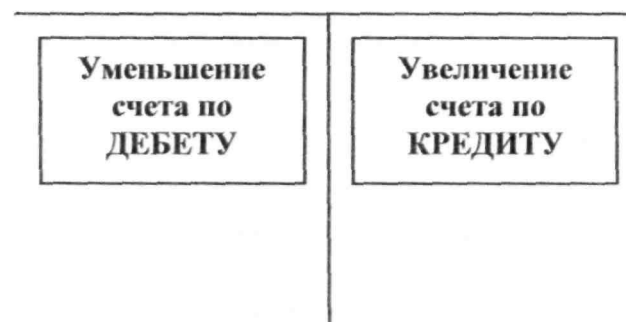 Уменьшение
счета по
ДЕБЕТУ
Увеличение
счета по
КРЕДИТУ